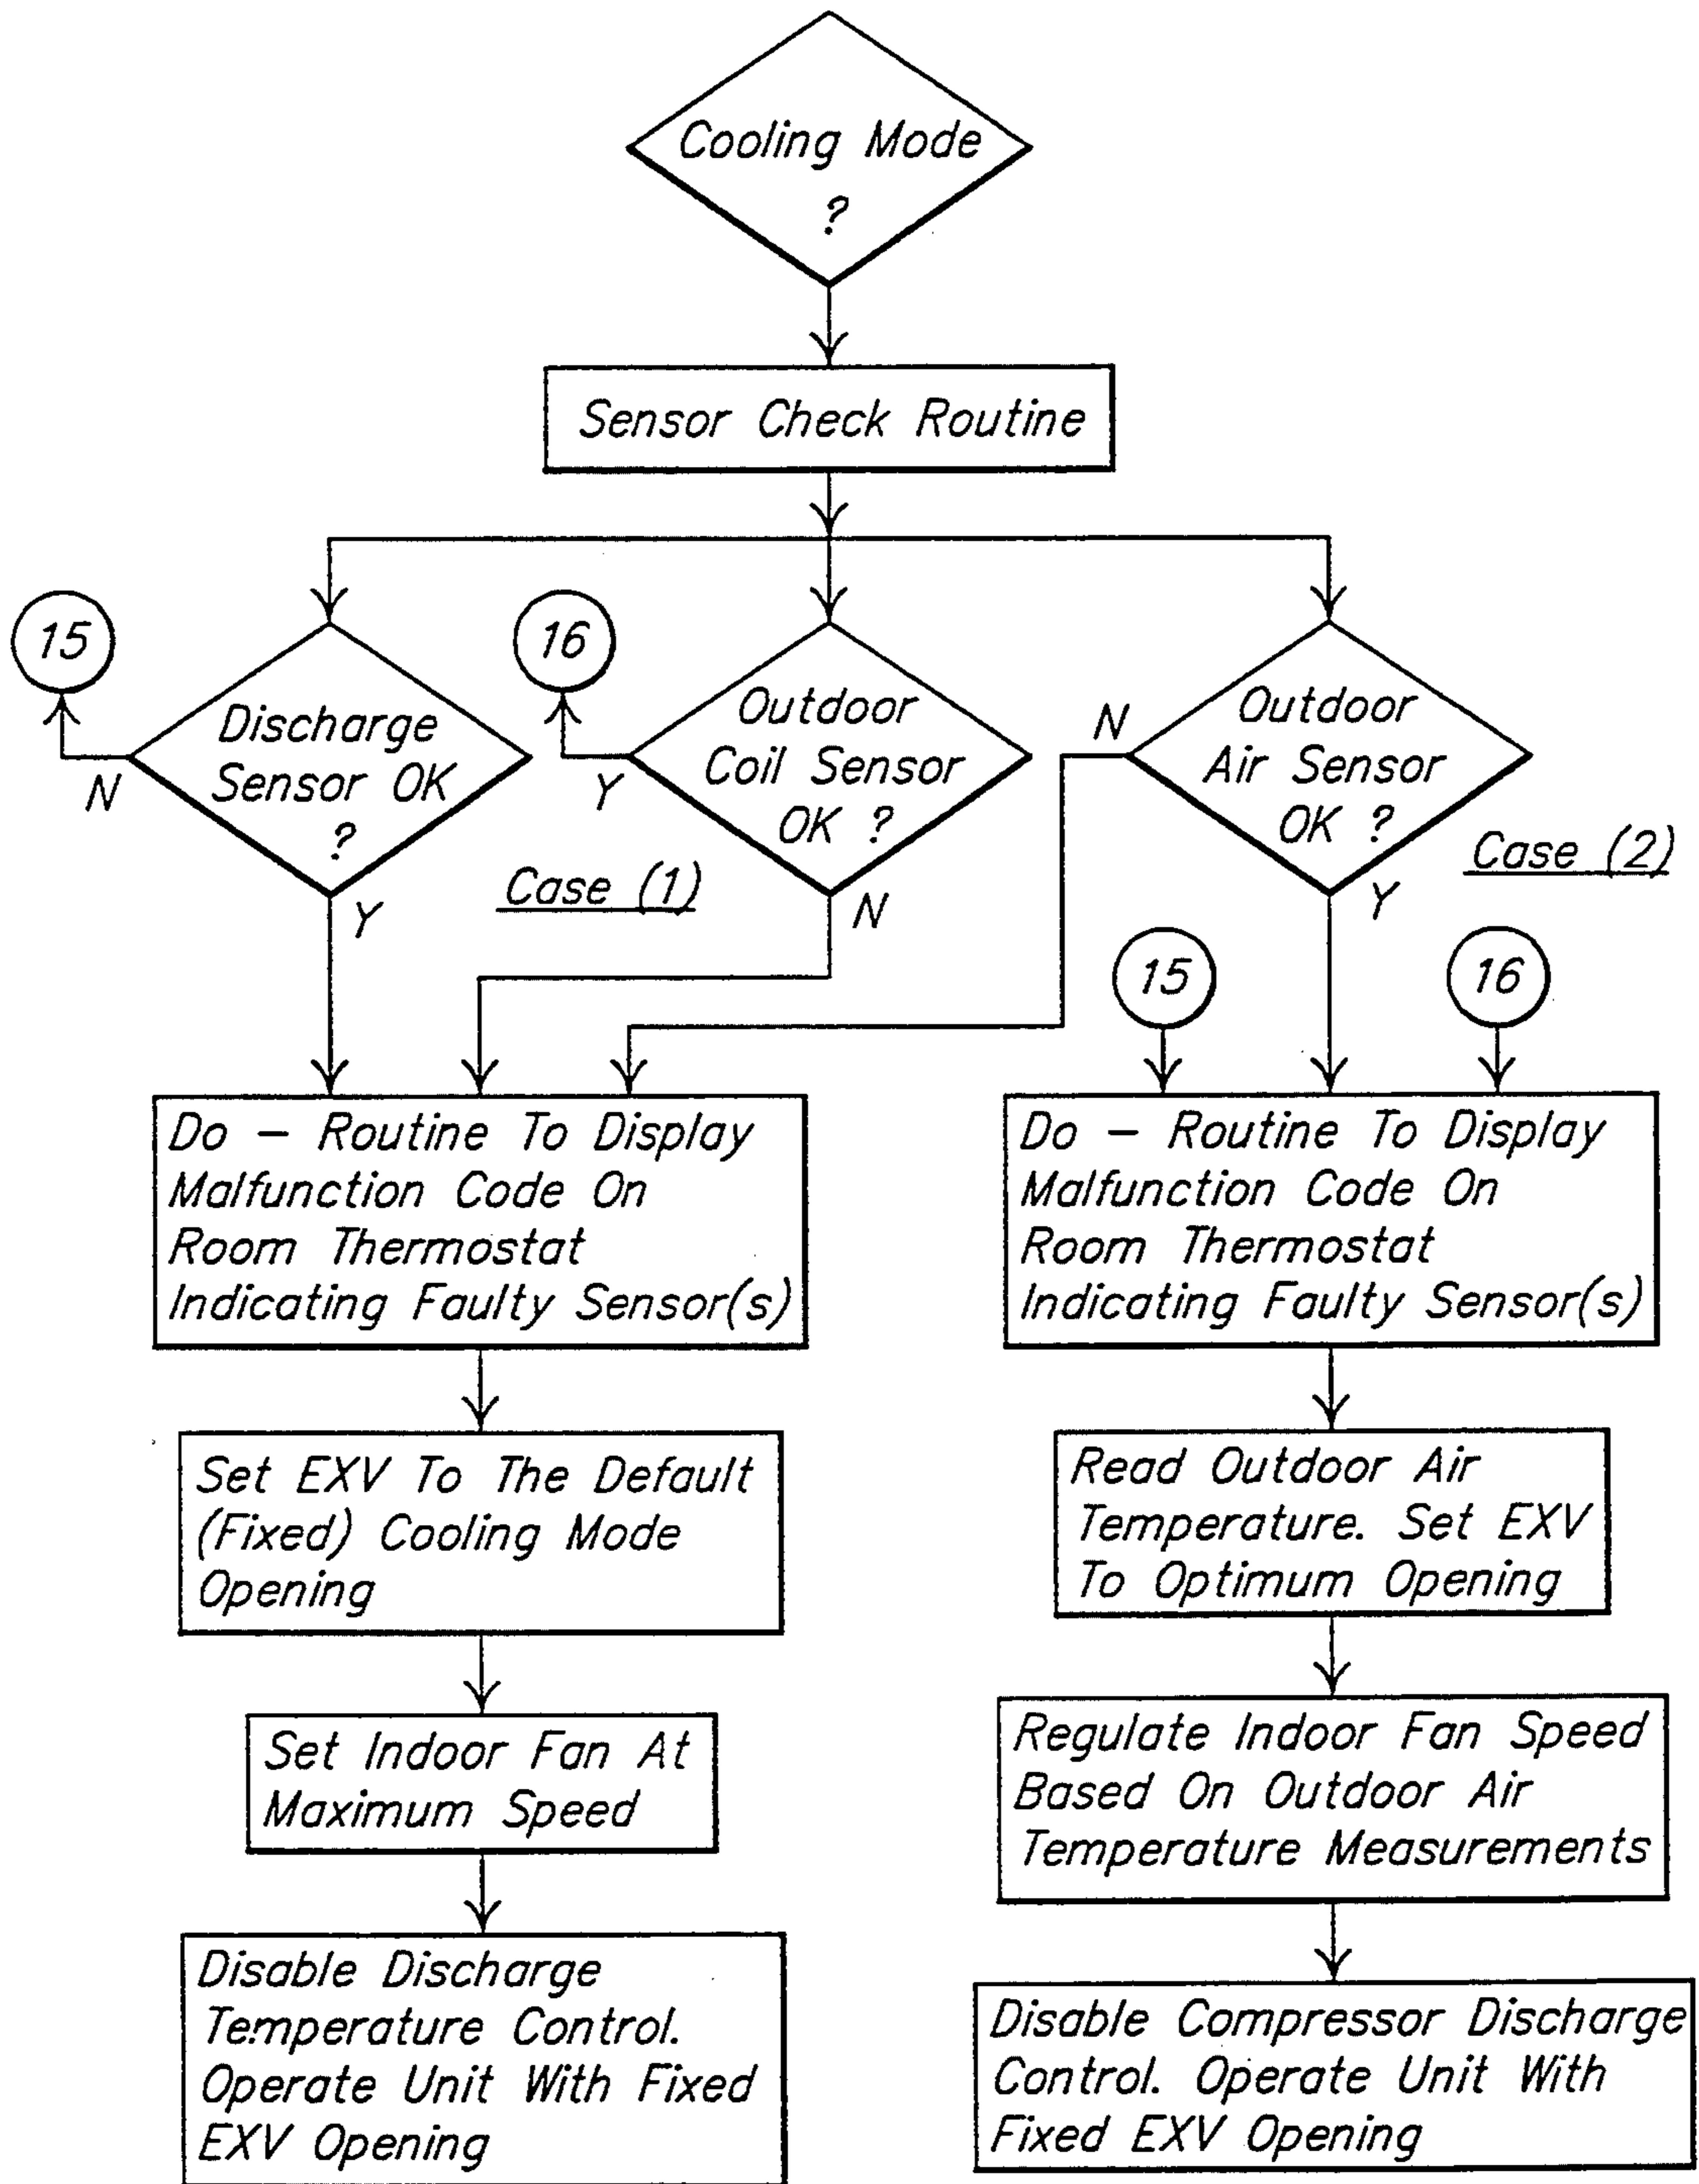 Cooling Mode
?
Sensor Check Routine
15
16
Discharge
Sensor OK
?
N
Y
Outdoor
Coil Sensor
OK ?
Y
N
Outdoor
Air Sensor
OK ?
N
Y
Case (1)
Case (2)
15
16
Do – Routine To Display
Malfunction Code On
Room Thermostat
Indicating Faulty Sensor(s)
Set EXV To The Default
(Fixed) Cooling Mode
Opening
Set Indoor Fan At
Maximum Speed
Disable Discharge
Temperature Control.
Operate Unit With Fixed
EXV Opening
Do – Routine To Display
Malfunction Code On
Room Thermostat
Indicating Faulty Sensor(s)
Read Outdoor Air
Temperature. Set EXV
To Optimum Opening
Regulate Indoor Fan Speed
Based On Outdoor Air
Temperature Measurements
Disable Compressor Discharge
Control. Operate Unit With
Fixed EXV Opening